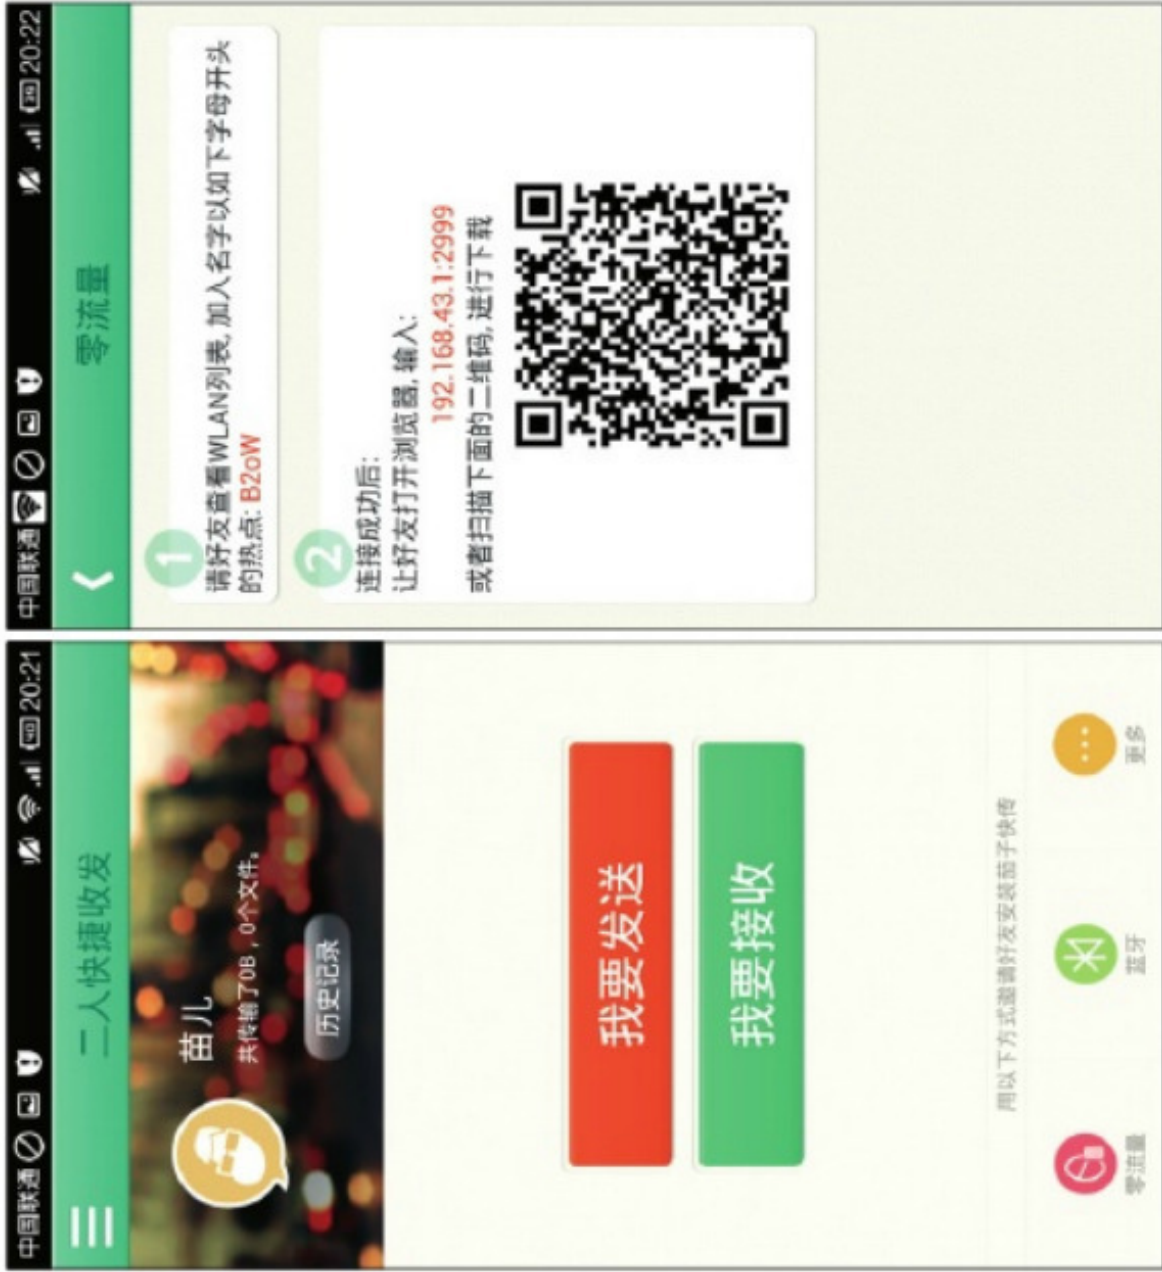 中国联通
40 20:21
二人快捷收发
苗儿
共传输了0B，0个文件。
历史记录
我要发送
我要接收
用以下方式邀请好友安装茄子快传
零流量
蓝牙
更多
中国联通
39 20:22
零流量
1
请好友查看WLAN列表, 加入名字以如下字母开头
的热点: B2oW
2
连接成功后:
让好友打开浏览器, 输入:
192.168.43.1:2999
或者扫描下面的二维码, 进行下载